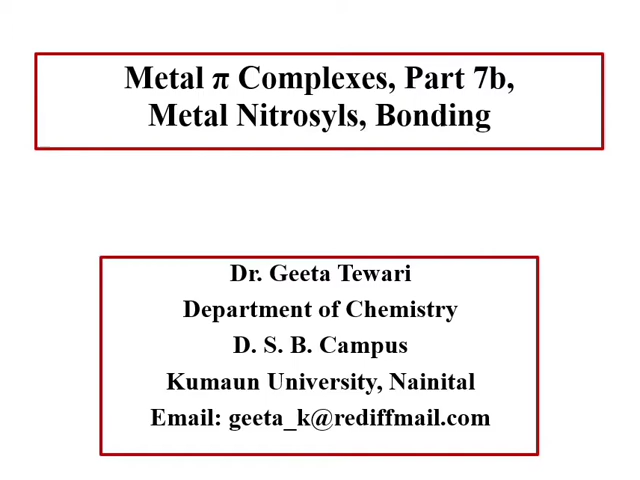 Metal π Complexes, Part 7b,
Metal Nitrosyls, Bonding
Dr. Geeta Tewari
Department of Chemistry
D. S. B. Campus
Kumaun University, Nainital
Email: geeta_k@rediffmail.com